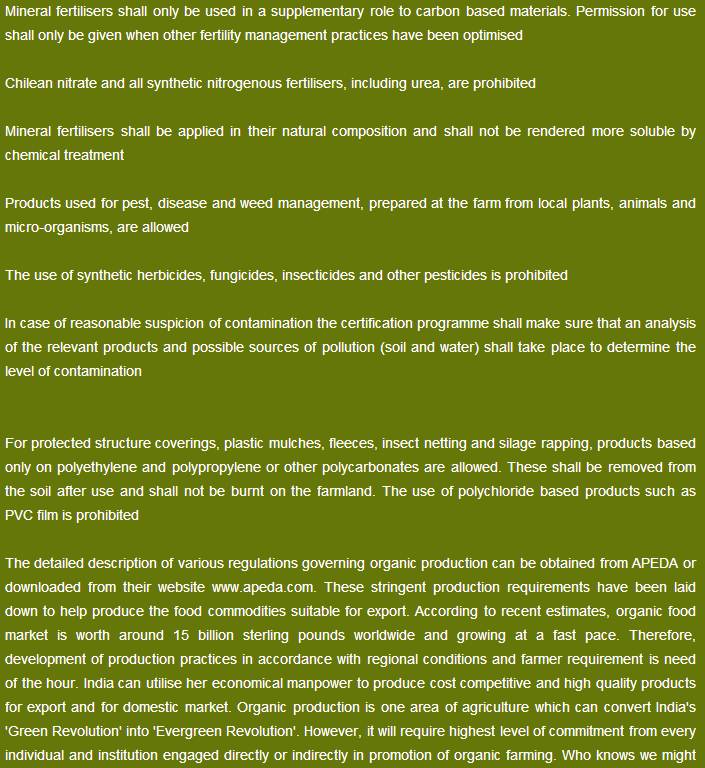 Mineral fertilisers shall only be used in a supplementary role to carbon based materials. Permission for use
shall only be given when other fertility management practices have been optimised
Chilean nitrate and all synthetic nitrogenous fertilisers, including urea, are prohibited
Mineral fertilisers shall be applied in their natural composition and shall not be rendered more soluble by
chemical treatment
Products used for pest, disease and weed management, prepared at the farm from local plants, animals and
micro-organisms, are allowed
The use of synthetic herbicides, fungicides, insecticides and other pesticides is prohibited
In case of reasonable suspicion of contamination the certification programme shall make sure that an analysis
of the relevant products and possible sources of pollution (soil and water) shall take place to determine the
level of contamination
For protected structure coverings, plastic mulches, fleeces, insect netting and silage rapping, products based
only on polyethylene and polypropylene or other polycarbonates are allowed. These shall be removed from
the soil after use and shall not be burnt on the farmland. The use of polychloride based products such as
PVC film is prohibited
The detailed description of various regulations governing organic production can be obtained from APEDA or
downloaded from their website www.apeda.com. These stringent production requirements have been laid
down to help produce the food commodities suitable for export. According to recent estimates, organic food
market is worth around 15 billion sterling pounds worldwide and growing at a fast pace. Therefore,
development of production practices in accordance with regional conditions and farmer requirement is need
of the hour. India can utilise her economical manpower to produce cost competitive and high quality products
for export and for domestic market. Organic production is one area of agriculture which can convert India's
'Green Revolution' into 'Evergreen Revolution'. However, it will require highest level of commitment from every
individual and institution engaged directly or indirectly in promotion of organic farming. Who knows we might